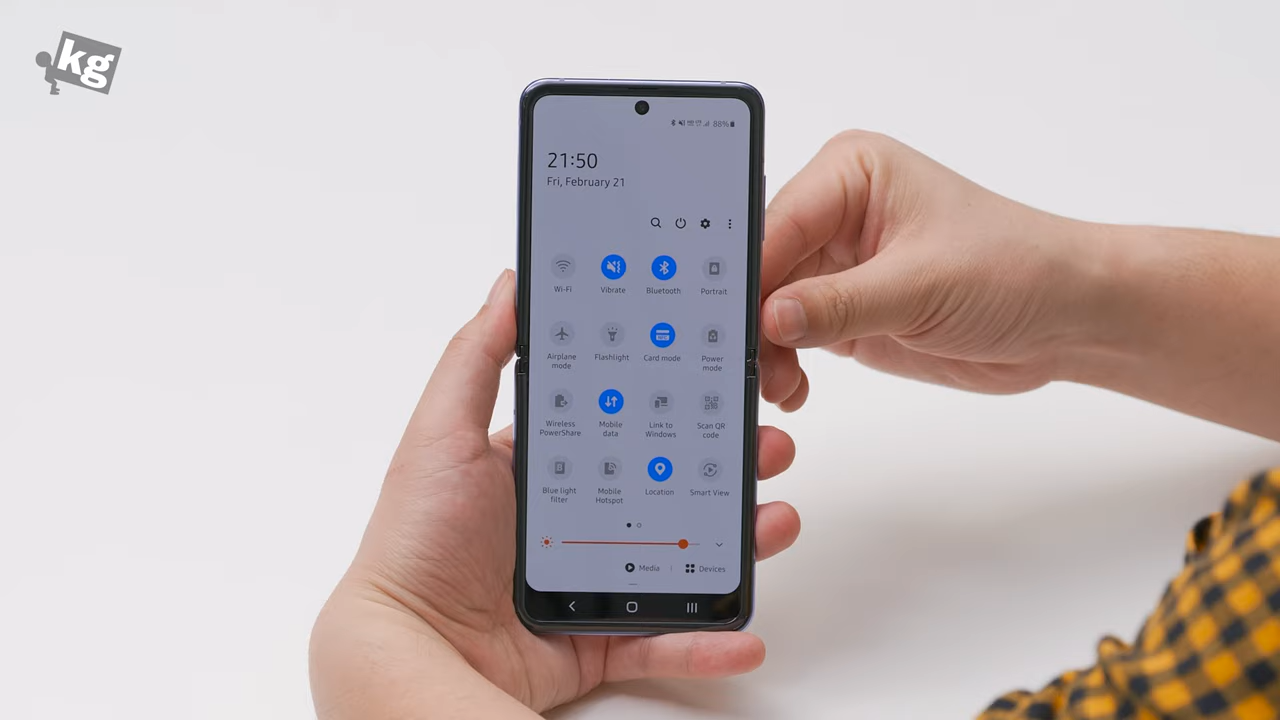 kg
88%
21:50
Fri, February 21
Wi-Fi
Vibrate
Bluetooth
Portrait
Airplane
mode
Flashlight
NFC
Card mode
Power
mode
Wireless
PowerShare
Mobile
data
Link to
Windows
Scan QR
code
Blue light
filter
Mobile
Hotspot
Location
Smart View
Media
Devices